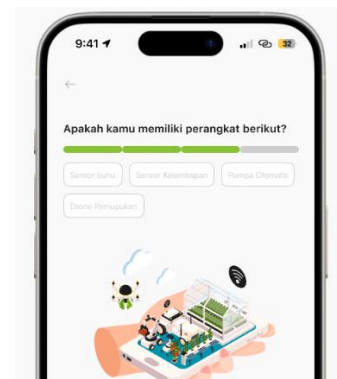 9:41
32
Apakah kamu memiliki perangkat berikut?
Sensor Suhu
Sensor Kelembapan
Pompa Otomatis
Drone Pemupukan